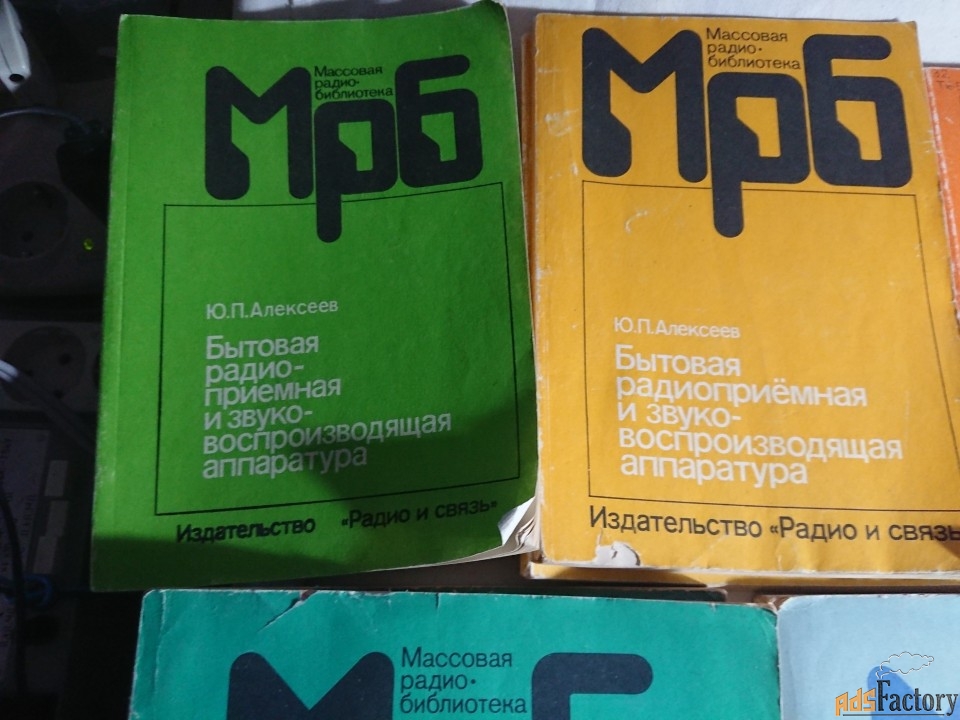 Мрб
Массовая
радио-
библиотека
Ю.П.Алексеев
Бытовая
радио-
приемная
и звуко-
воспроизводящая
аппаратура
Издательство «Радио и связь»
Мрб
Массовая
радио-
библиотека
Ю.П.Алексеев
Бытовая
радиоприёмная
и звуко-
воспроизводящая
аппаратура
Издательство «Радио и связь
Массовая
радио-
библиотека
AdsFactory